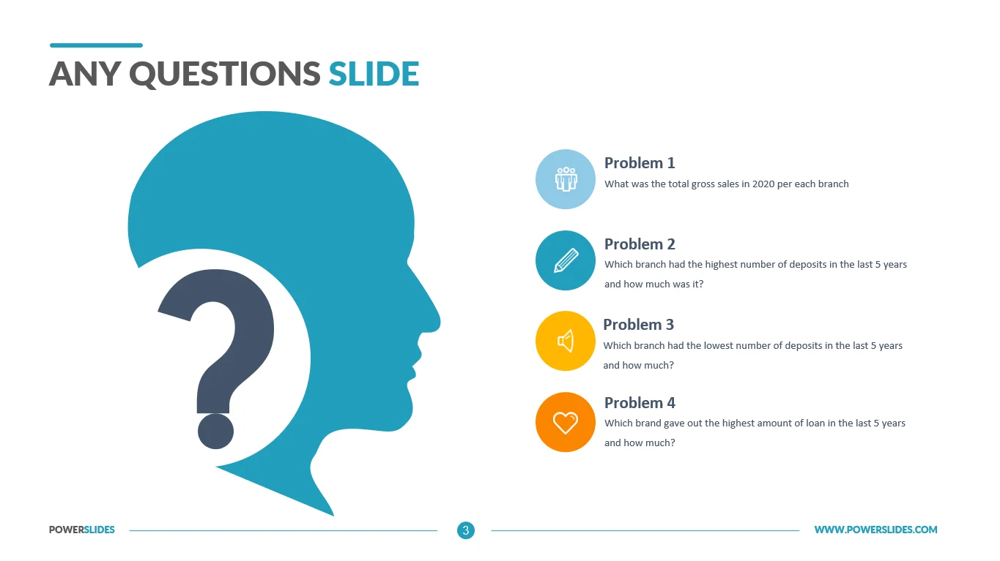 ANY QUESTIONS SLIDE
Problem 1
What was the total gross sales in 2020 per each branch
Problem 2
Which branch had the highest number of deposits in the last 5 years
and how much was it?
Problem 3
Which branch had the lowest number of deposits in the last 5 years
and how much?
Problem 4
Which brand gave out the highest amount of loan in the last 5 years
and how much?
?
POWERSLIDES
3
WWW.POWERSLIDES.COM